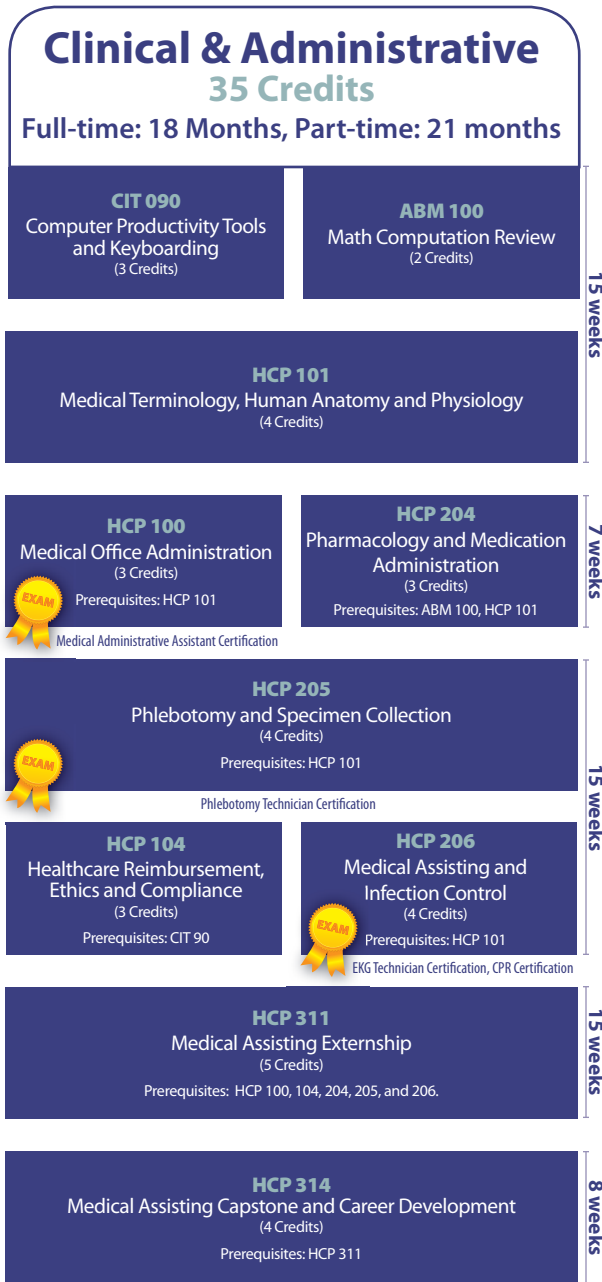 Clinical & Administrative
35 Credits
Full-time: 18 Months, Part-time: 21 months
CIT 090
Computer Productivity Tools
and Keyboarding
(3 Credits)
ABM 100
Math Computation Review
(2 Credits)
15 weeks
HCP 101
Medical Terminology, Human Anatomy and Physiology
(4 Credits)
HCP 100
Medical Office Administration
(3 Credits)
Prerequisites: HCP 101
EXAM
Medical Administrative Assistant Certification
HCP 204
Pharmacology and Medication
Administration
(3 Credits)
Prerequisites: ABM 100, HCP 101
7 weeks
HCP 205
Phlebotomy and Specimen Collection
(4 Credits)
Prerequisites: HCP 101
EXAM
Phlebotomy Technician Certification
15 weeks
HCP 104
Healthcare Reimbursement,
Ethics and Compliance
(3 Credits)
Prerequisites: CIT 90
HCP 206
Medical Assisting and
Infection Control
(4 Credits)
EXAM
Prerequisites: HCP 101
EKG Technician Certification, CPR Certification
HCP 311
Medical Assisting Externship
(5 Credits)
Prerequisites: HCP 100, 104, 204, 205, and 206.
15 weeks
HCP 314
Medical Assisting Capstone and Career Development
(4 Credits)
Prerequisites: HCP 311
8 weeks